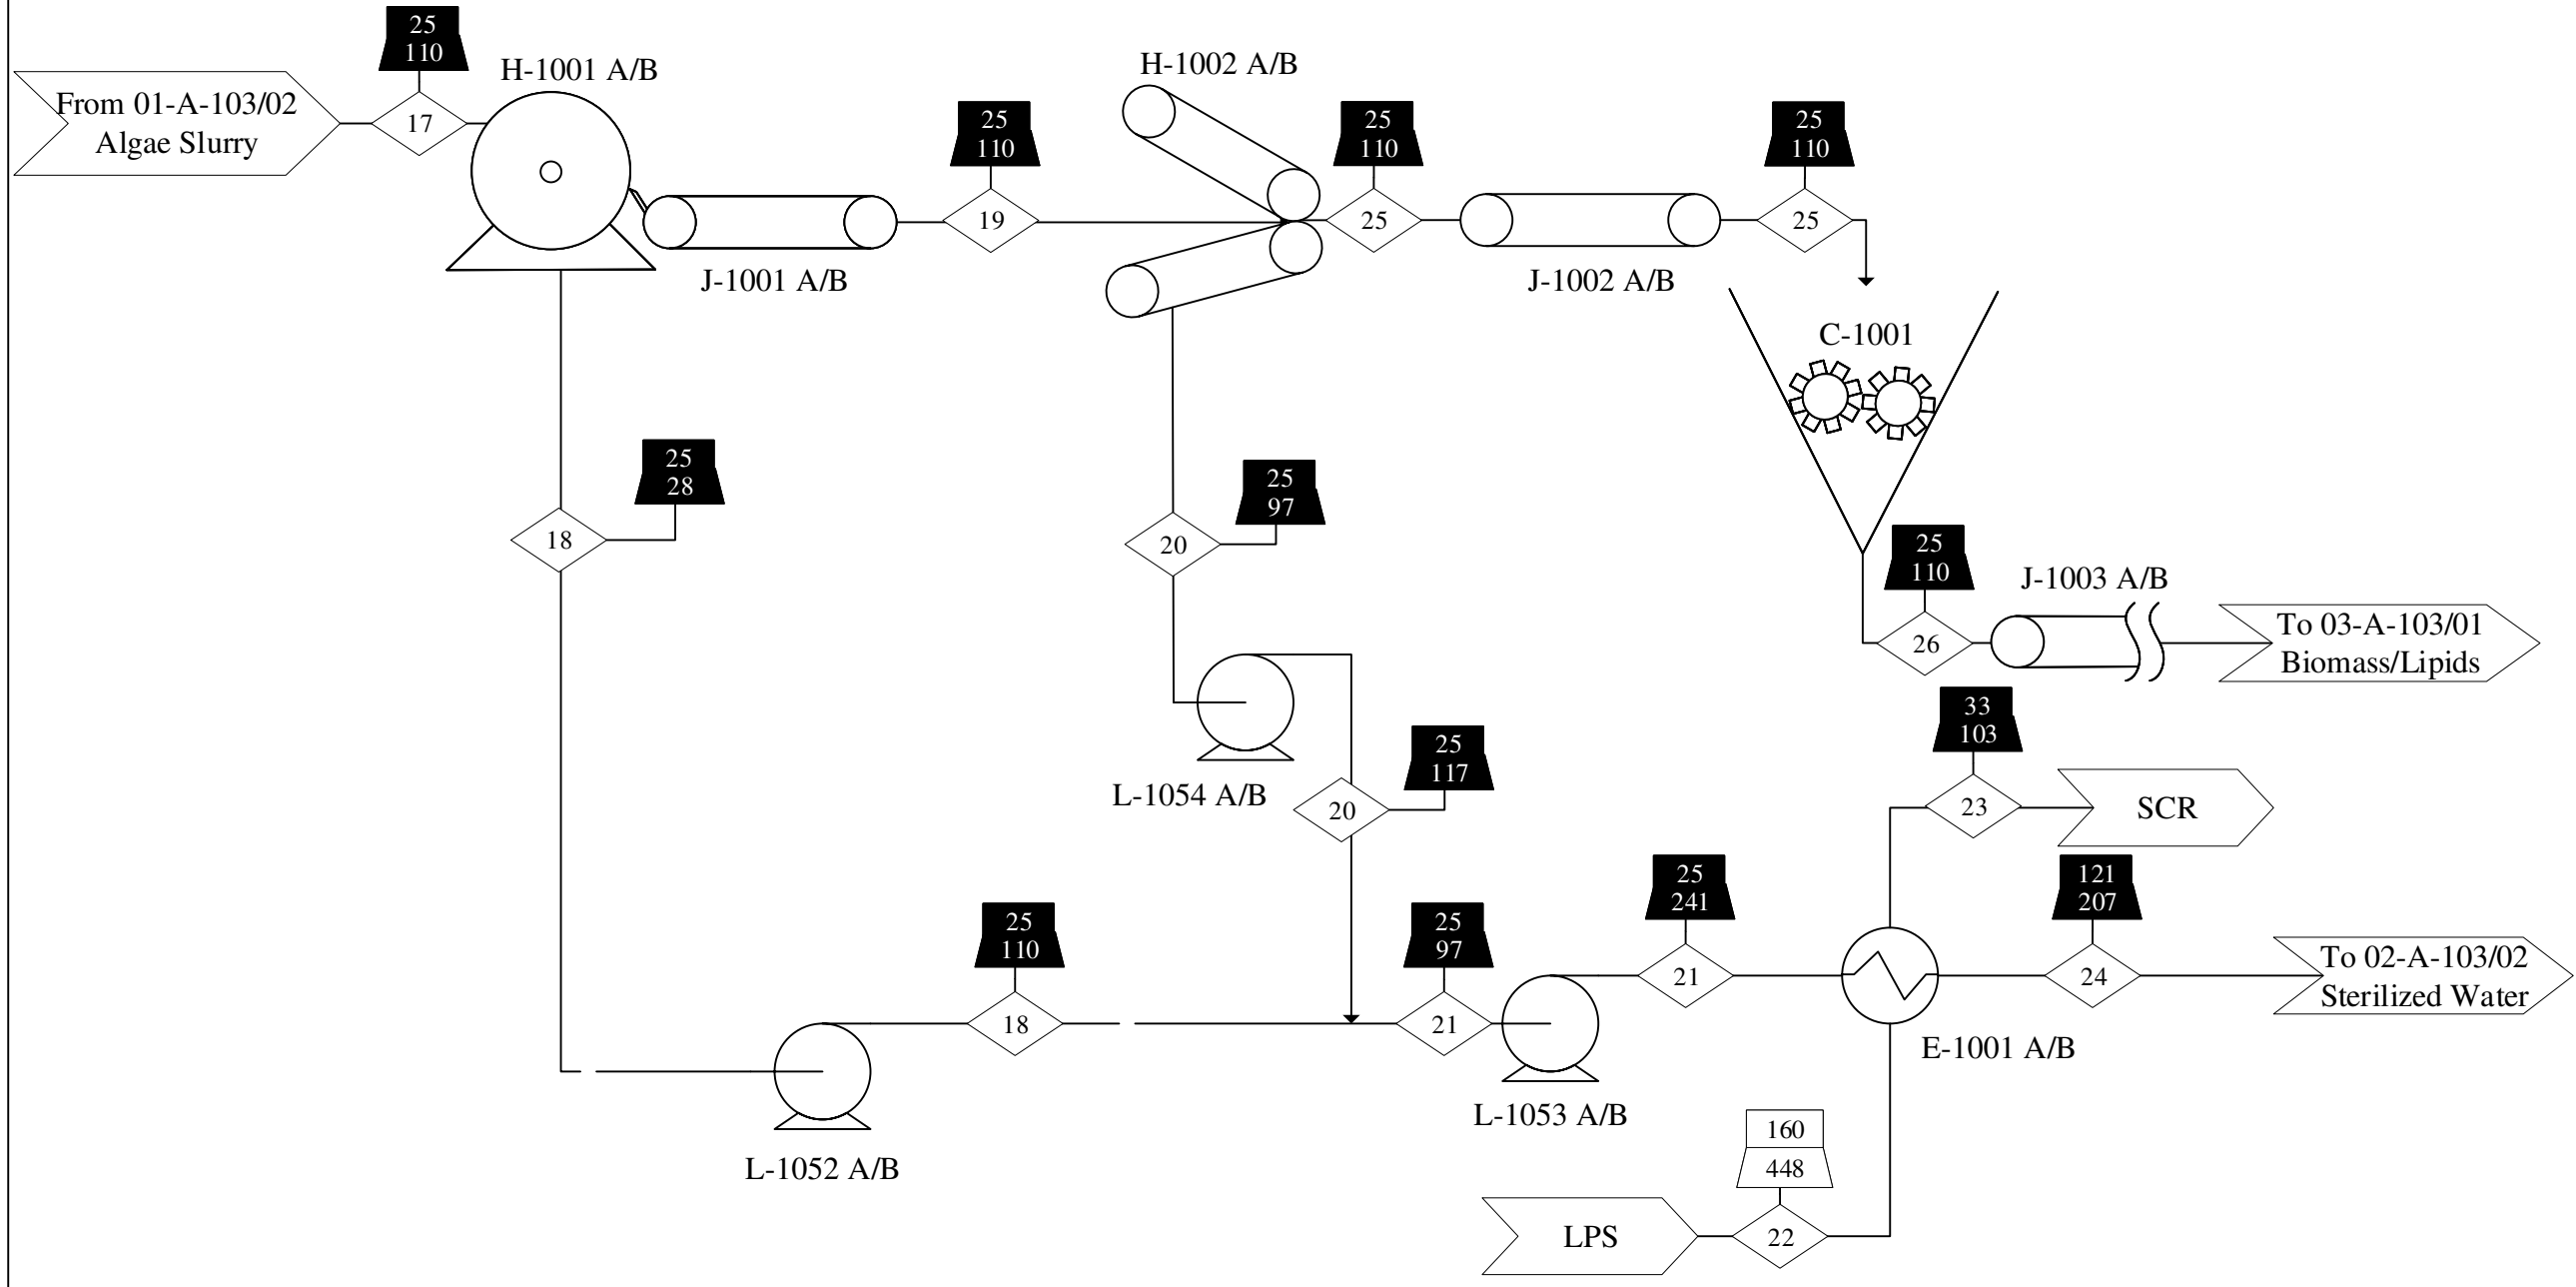 25
110
H-1001 A/B
From 01-A-103/02
Algae Slurry
17
H-1002 A/B
25
110
19
25
110
25
25
110
25
J-1001 A/B
J-1002 A/B
C-1001
25
28
18
25
97
20
25
110
26
J-1003 A/B
To 03-A-103/01
Biomass/Lipids
L-1054 A/B
25
117
20
33
103
23
SCR
25
110
18
25
97
21
25
241
21
121
207
24
To 02-A-103/02
Sterilized Water
E-1001 A/B
L-1052 A/B
L-1053 A/B
160
448
LPS
22